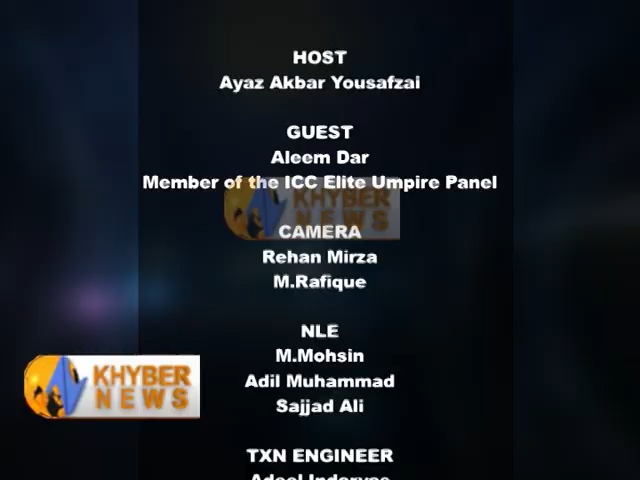 HOST
Ayaz Akbar Yousafzai
GUEST
Aleem Dar
Member of the ICC Elite Umpire Panel
KHYBER
NEWS
CAMERA
Rehan Mirza
M.Rafique
NLE
M.Mohsin
Adil Muhammad
Sajjad Ali
KHYBER
NEWS
TXN ENGINEER